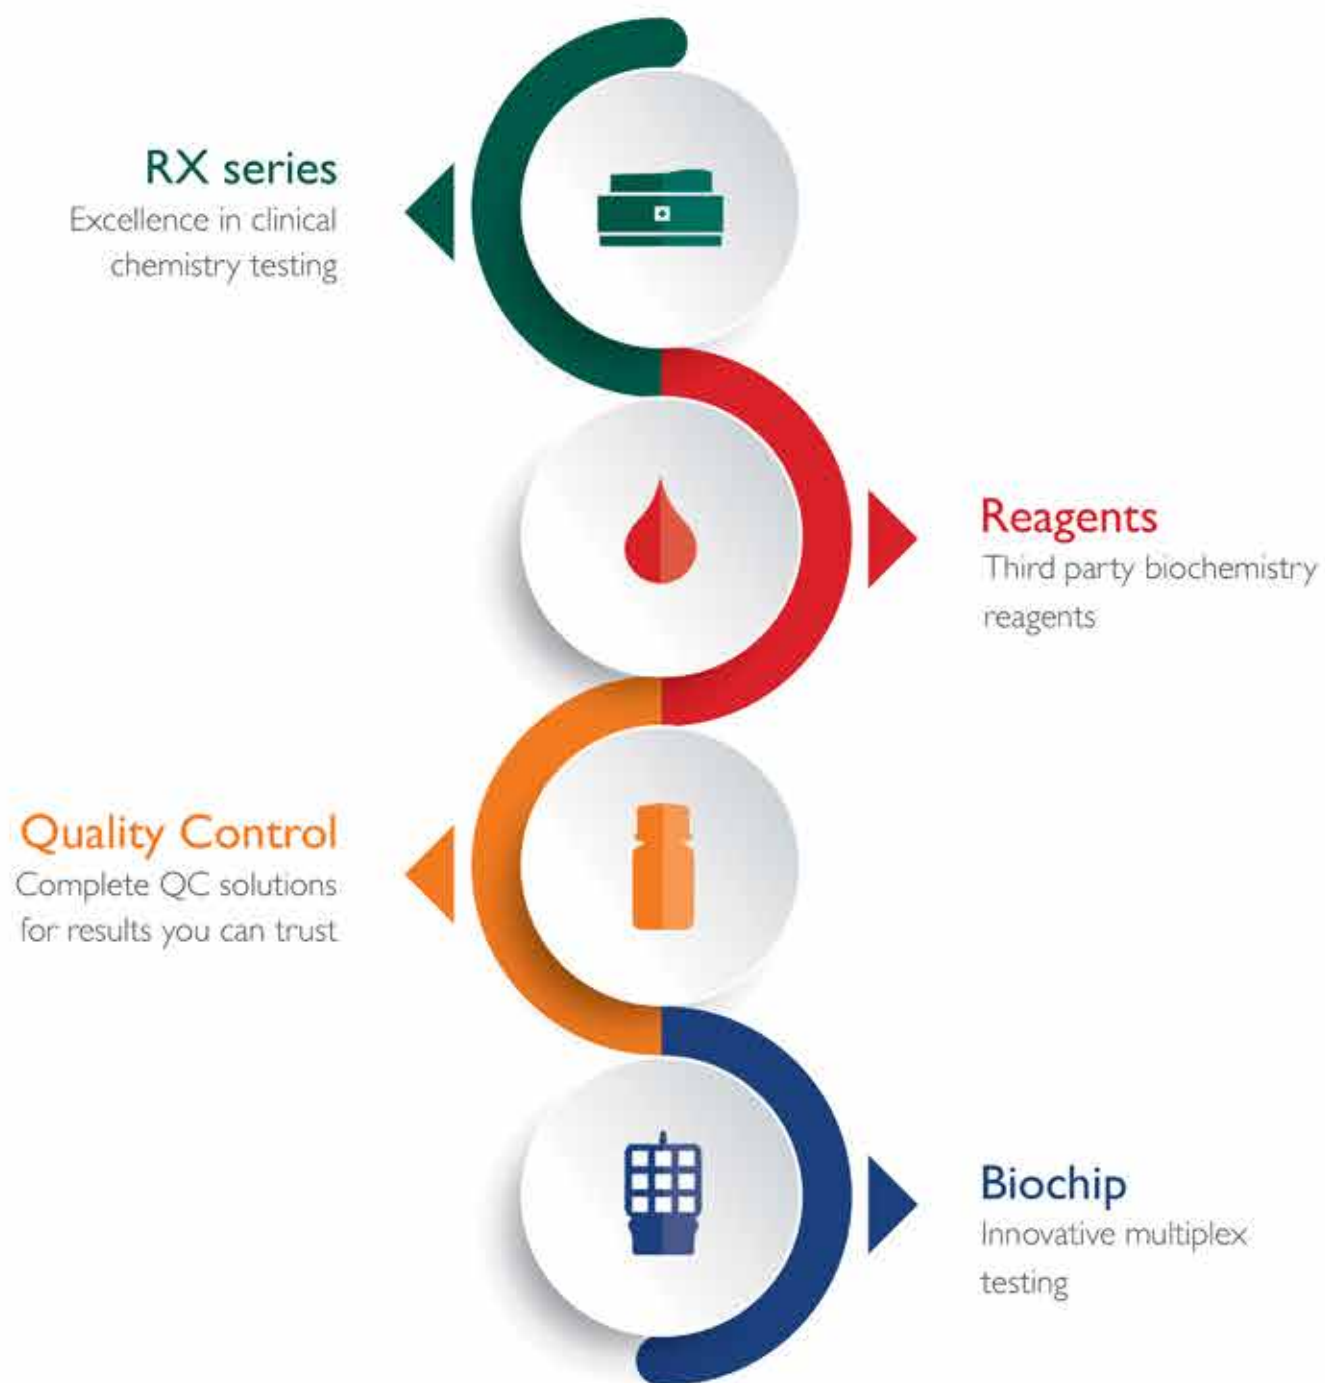 RX series
Excellence in clinical
chemistry testing
Reagents
Third party biochemistry
reagents
Quality Control
Complete QC solutions
for results you can trust
Biochip
Innovative multiplex
testing